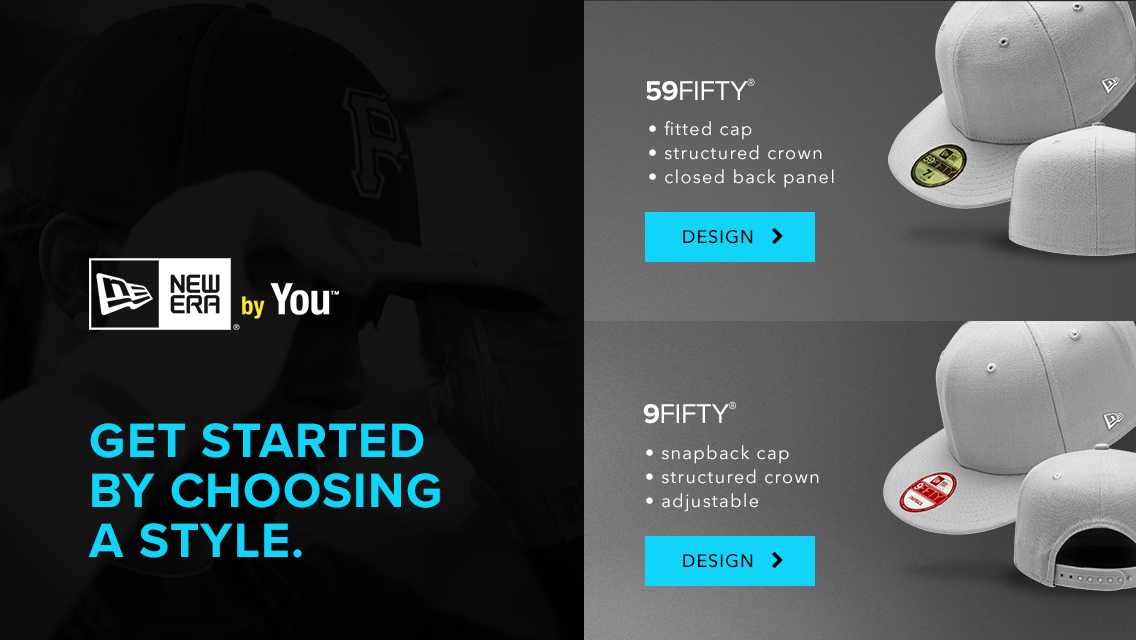 NEW
ERA
®
by You™
GET STARTED
BY CHOOSING
A STYLE.
59FIFTY®
• fitted cap
• structured crown
• closed back panel
DESIGN
9FIFTY®
• snapback cap
• structured crown
• adjustable
DESIGN